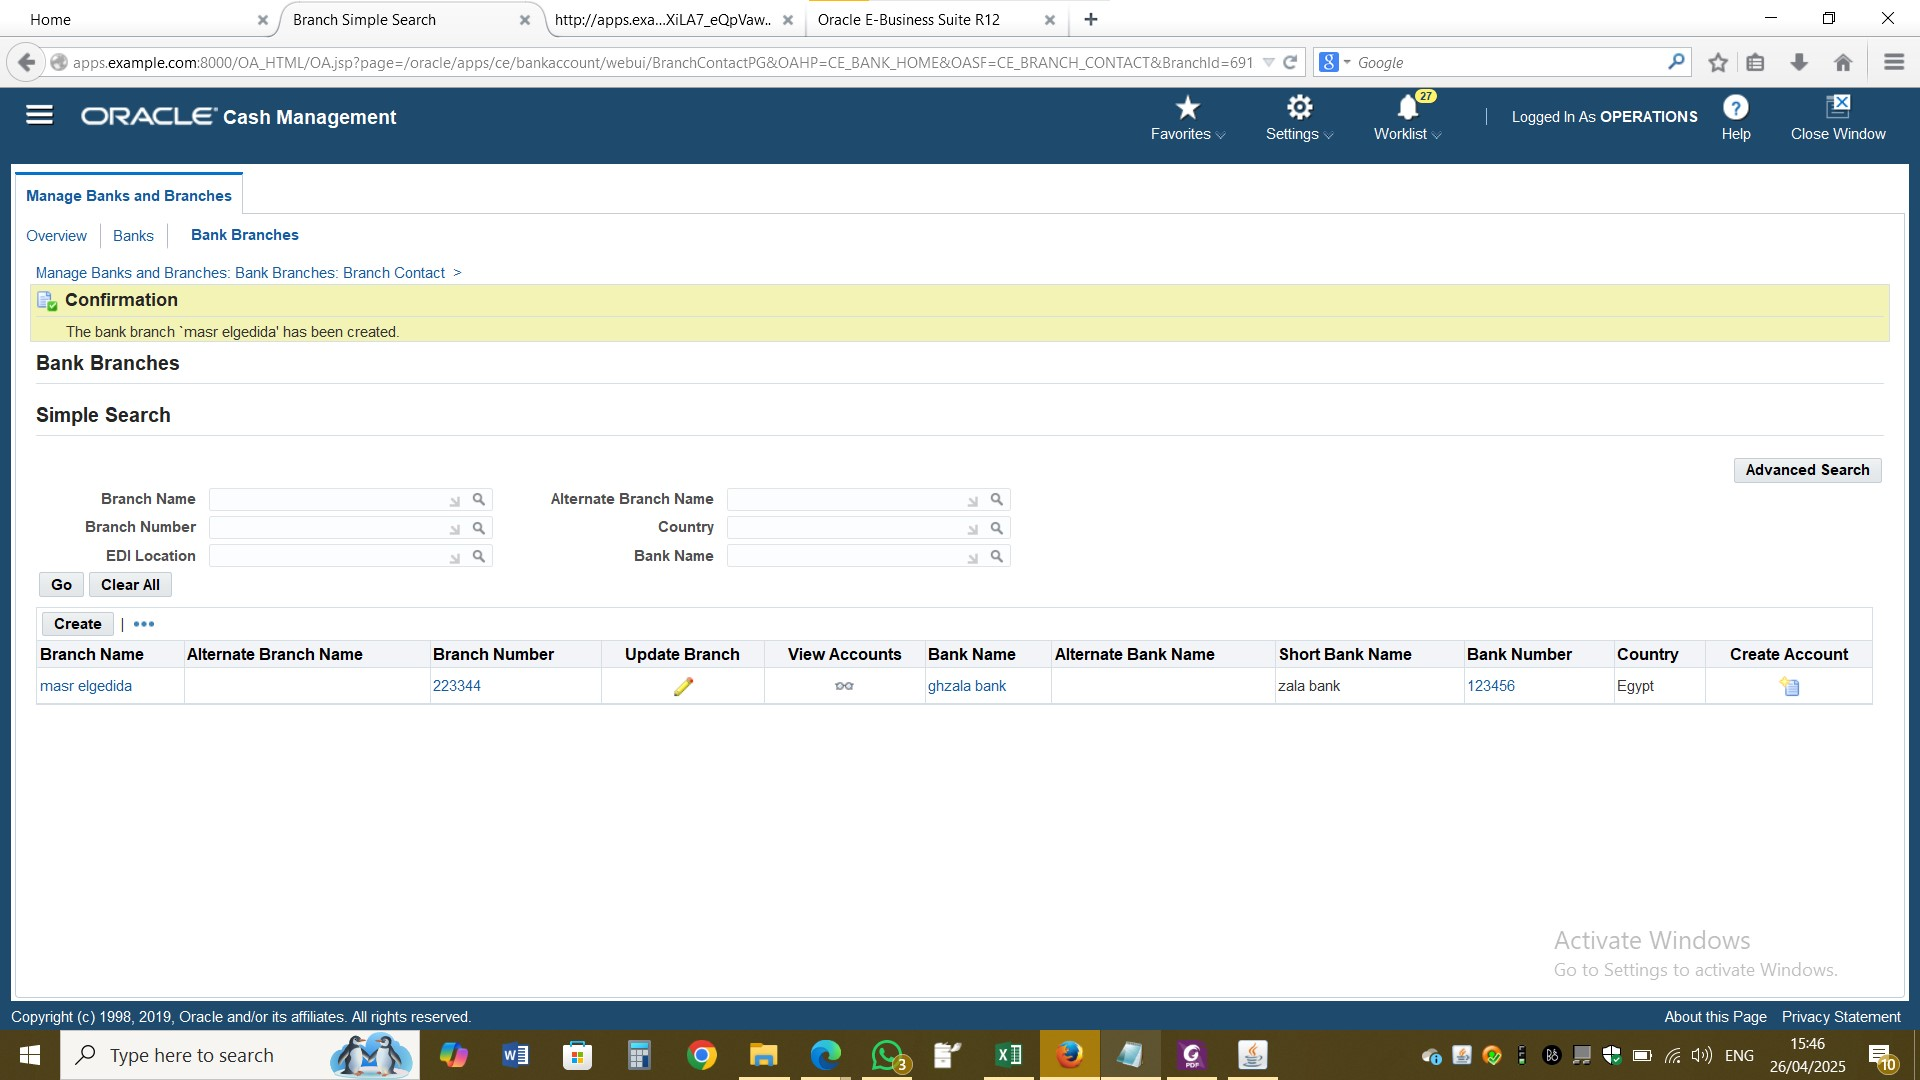 Home
Branch Simple Search
http://apps.exa...XiLA7_eQpVaw..
Oracle E-Business Suite R12
apps.example.com:8000/OA_HTML/OA.jsp?page=/oracle/apps/ce/bankaccount/webui/BranchContactPG&OAHP=CE_BANK_HOME&OASF=CE_BRANCH_CONTACT&BranchId=691
Google
ORACLE Cash Management
Favorites
Settings
27
Worklist
Logged In As OPERATIONS
Help
Close Window
Manage Banks and Branches
Overview
Banks
Bank Branches
Manage Banks and Branches: Bank Branches: Branch Contact >
Confirmation
The bank branch `masr elgedida' has been created.
Bank Branches
Simple Search
Advanced Search
Branch Name
Alternate Branch Name
Branch Number
Country
EDI Location
Bank Name
Go
Clear All
Create | •••
Branch Name Alternate Branch Name Branch Number Update Branch View Accounts Bank Name Alternate Bank Name Short Bank Name Bank Number Country Create Account
masr elgedida 223344 ghzala bank zala bank 123456 Egypt
Activate Windows
Go to Settings to activate Windows.
Copyright (c) 1998, 2019, Oracle and/or its affiliates. All rights reserved.
About this Page
Privacy Statement
Type here to search
3
ENG
15:46
26/04/2025
10